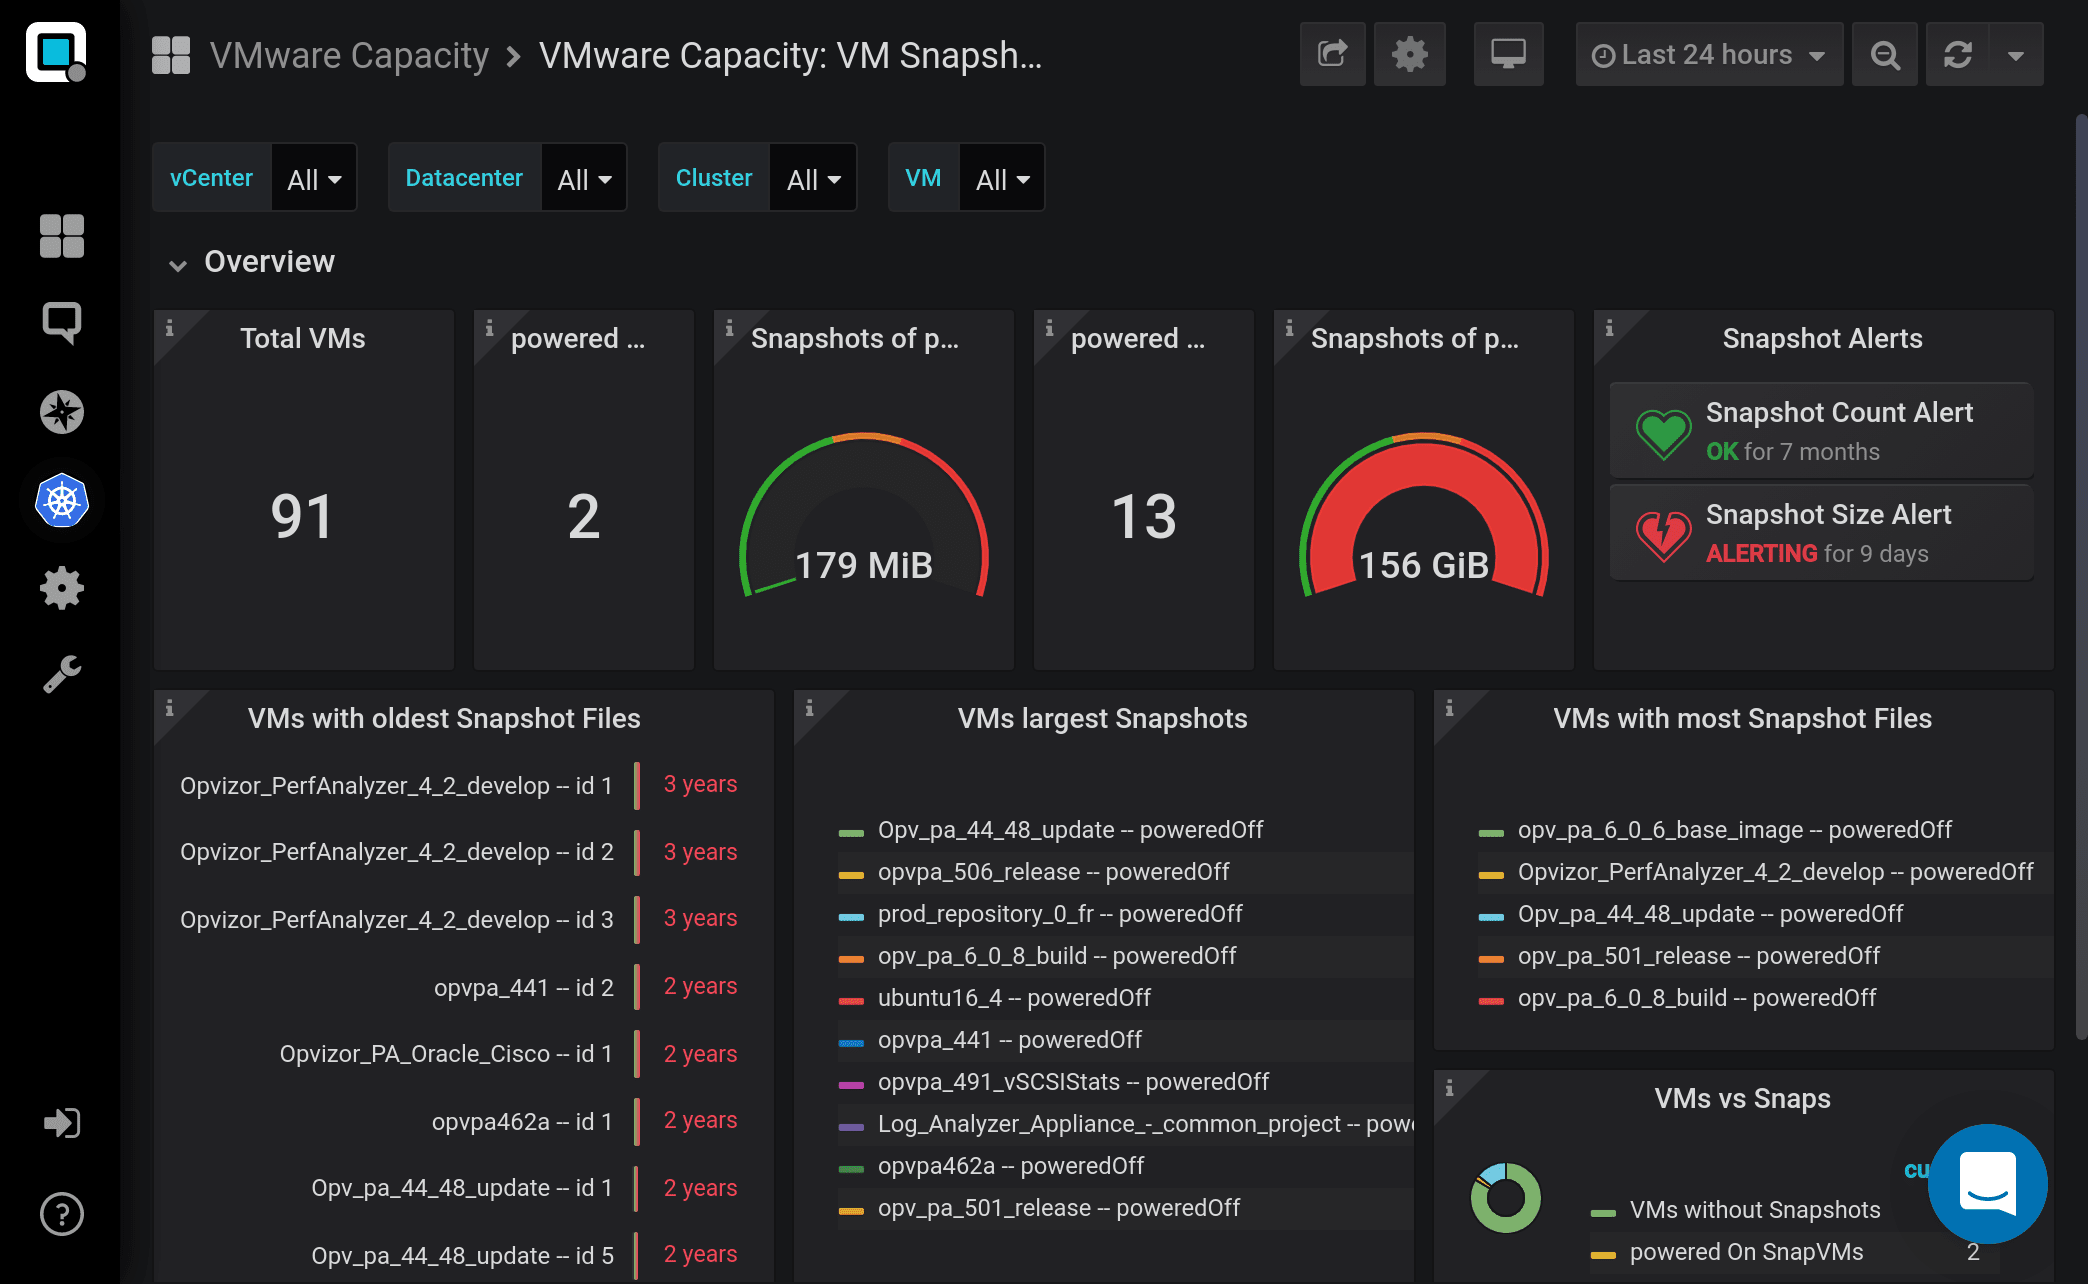 VMware Capacity > VMware Capacity: VM Snapsh...
Last 24 hours
vCenter All
Datacenter All
Cluster All
VM All
Overview
Total VMs
91
powered ...
2
Snapshots of p...
179 MiB
powered ...
13
Snapshots of p...
156 GiB
Snapshot Alerts
Snapshot Count Alert
OK for 7 months
Snapshot Size Alert
ALERTING for 9 days
VMs with oldest Snapshot Files
Opvizor_PerfAnalyzer_4_2_develop -- id 1 3 years
Opvizor_PerfAnalyzer_4_2_develop -- id 2 3 years
Opvizor_PerfAnalyzer_4_2_develop -- id 3 3 years
opvpa_441 -- id 2 2 years
Opvizor_PA_Oracle_Cisco -- id 1 2 years
opvpa462a -- id 1 2 years
Opv_pa_44_48_update -- id 1 2 years
Opv_pa_44_48_update -- id 5 2 years
VMs largest Snapshots
Opv_pa_44_48_update -- poweredOff
opvpa_506_release -- poweredOff
prod_repository_0_fr -- poweredOff
opv_pa_6_0_8_build -- poweredOff
ubuntu16_4 -- poweredOff
opvpa_441 -- poweredOff
opvpa_491_vSCSIStats -- poweredOff
Log_Analyzer_Appliance_-_common_project -- powe
opvpa462a -- poweredOff
opv_pa_501_release -- poweredOff
VMs with most Snapshot Files
opv_pa_6_0_6_base_image -- poweredOff
Opvizor_PerfAnalyzer_4_2_develop -- poweredOff
Opv_pa_44_48_update -- poweredOff
opv_pa_501_release -- poweredOff
opv_pa_6_0_8_build -- poweredOff
VMs vs Snaps
cu
VMs without Snapshots
powered On SnapVMs 2